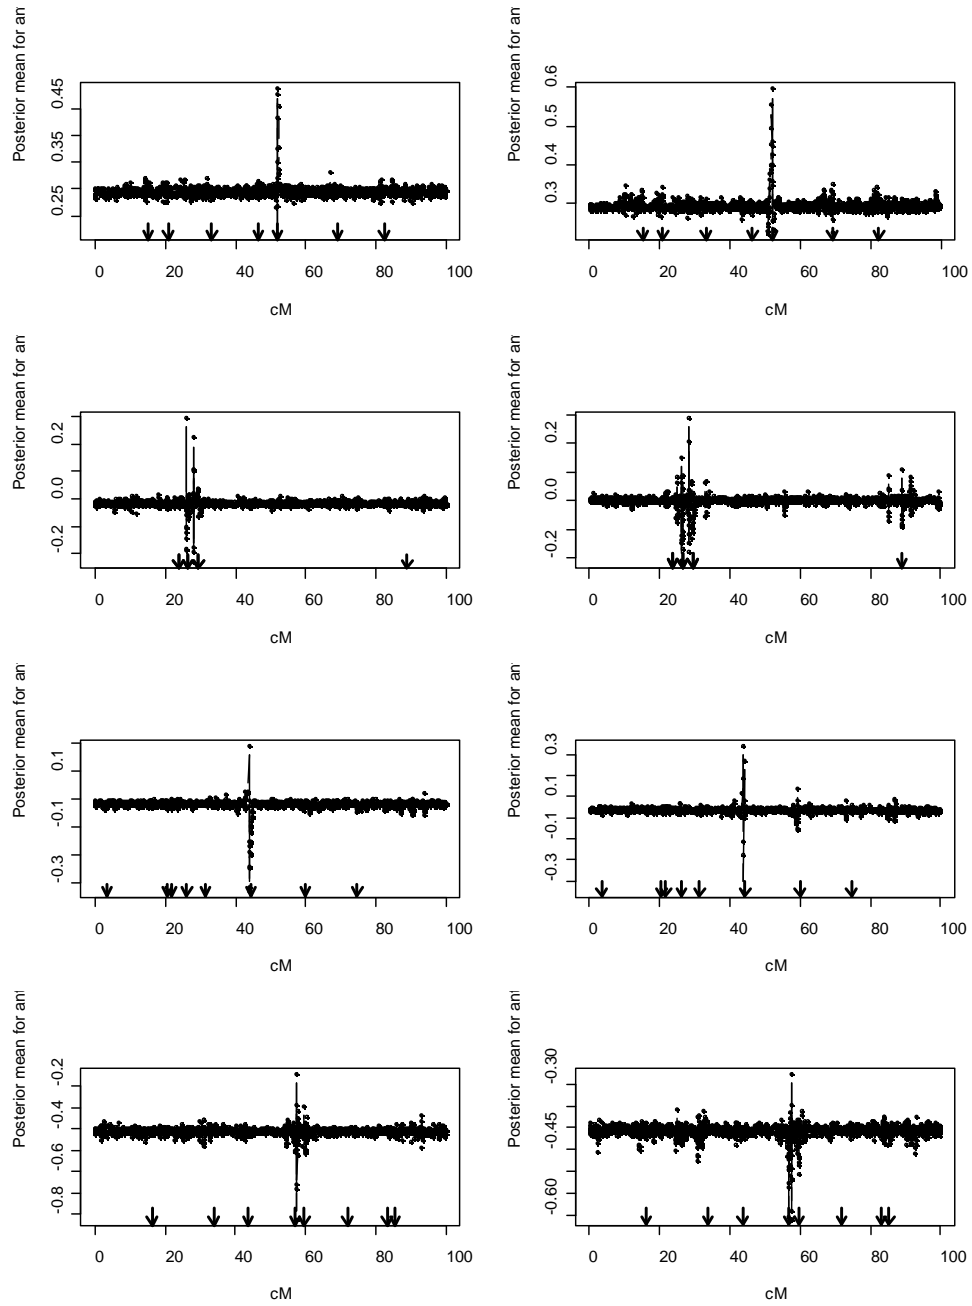 Posterior mean for an
0.45
0.35
0.25
0 20 40 60 80 100
cM
Posterior mean for an
0.6
0.5
0.4
0.3
0 20 40 60 80 100
cM
Posterior mean for an
0.2
0.0
-0.2
0 20 40 60 80 100
cM
Posterior mean for an
0.2
0.0
-0.2
0 20 40 60 80 100
cM
Posterior mean for an
0.1
-0.1
-0.3
0 20 40 60 80 100
cM
Posterior mean for an
0.3
0.1
-0.1
-0.3
0 20 40 60 80 100
cM
Posterior mean for an
-0.2
-0.4
-0.6
-0.8
0 20 40 60 80 100
cM
Posterior mean for an
-0.30
-0.45
-0.60
0 20 40 60 80 100
cM